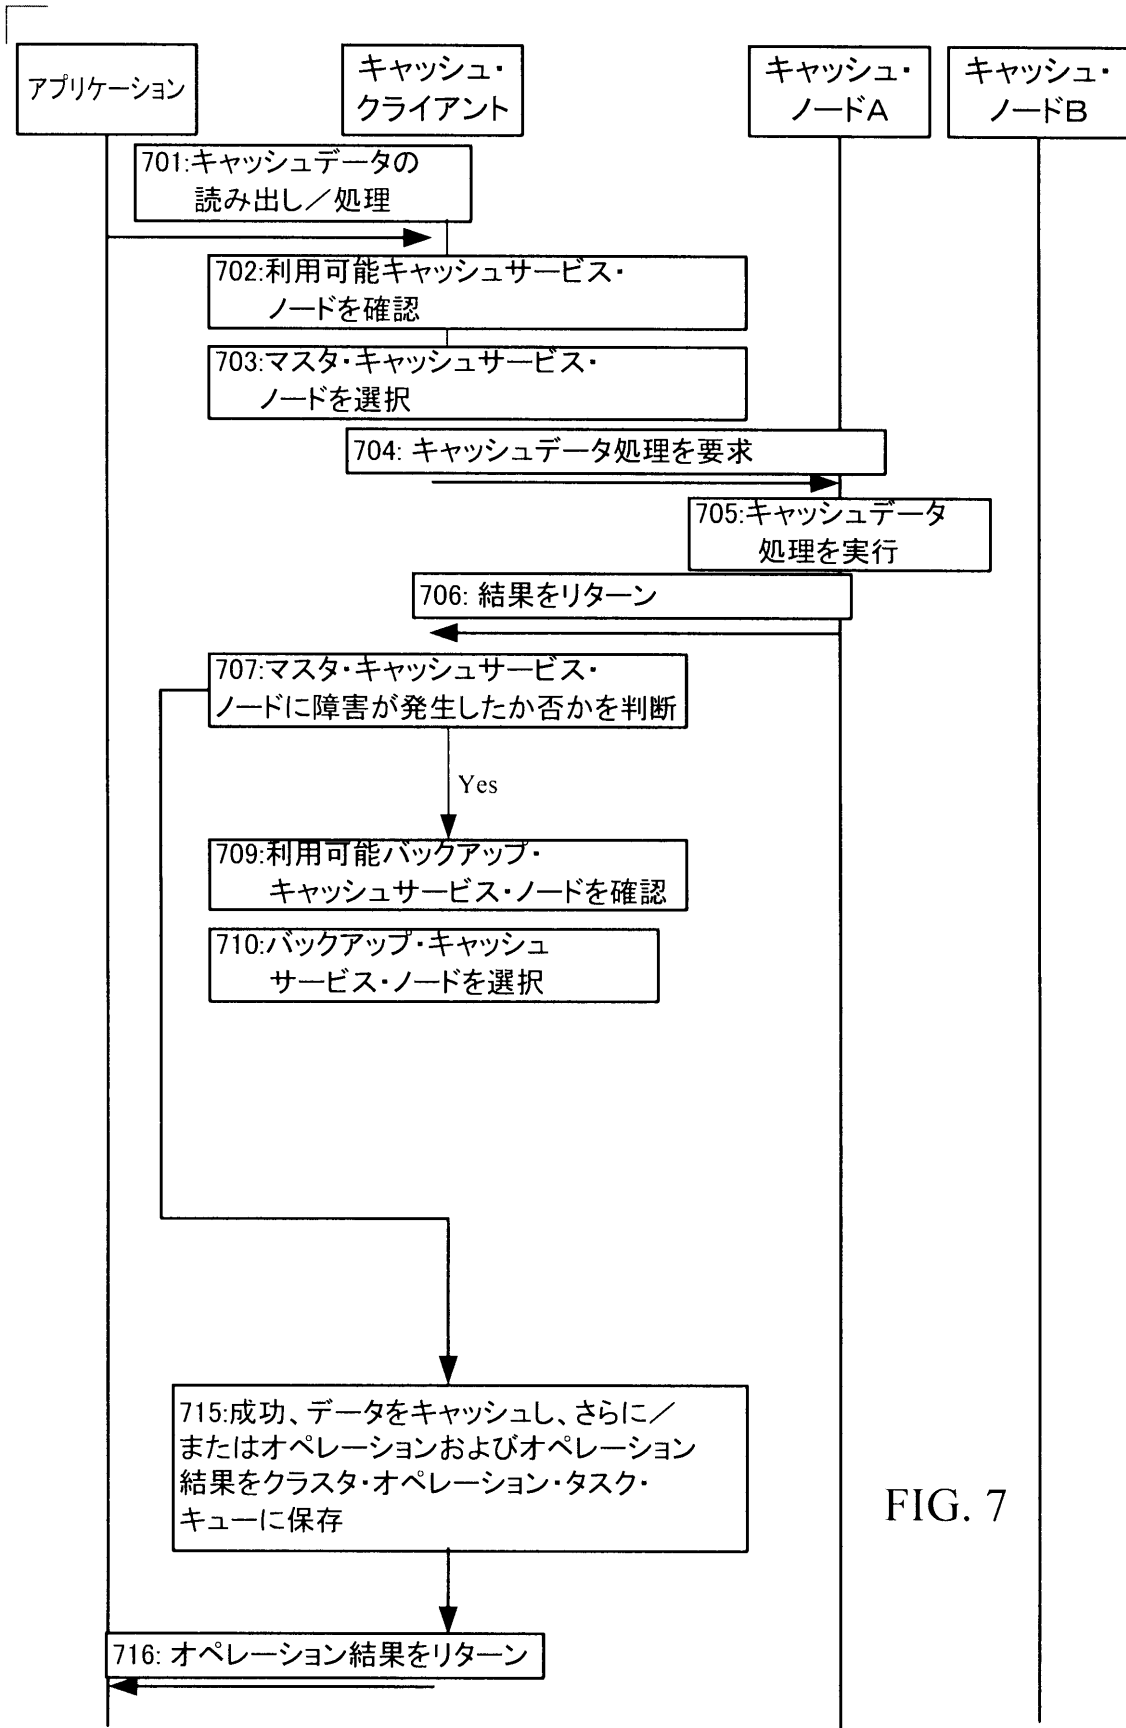 アプリケーション
キャッシュ・
クライアント
キャッシュ・
ノードA
キャッシュ・
ノードB
701:キャッシュデータの
読み出し／処理
702:利用可能キャッシュサービス・
ノードを確認
703:マスタ・キャッシュサービス・
ノードを選択
704: キャッシュデータ処理を要求
705:キャッシュデータ
処理を実行
706: 結果をリターン
707:マスタ・キャッシュサービス・
ノードに障害が発生したか否かを判断
Yes
709:利用可能バックアップ・
キャッシュサービス・ノードを確認
710:バックアップ・キャッシュ
サービス・ノードを選択
715:成功、データをキャッシュし、さらに／
またはオペレーションおよびオペレーション
結果をクラスタ・オペレーション・タスク・
キューに保存
FIG. 7
716: オペレーション結果をリターン